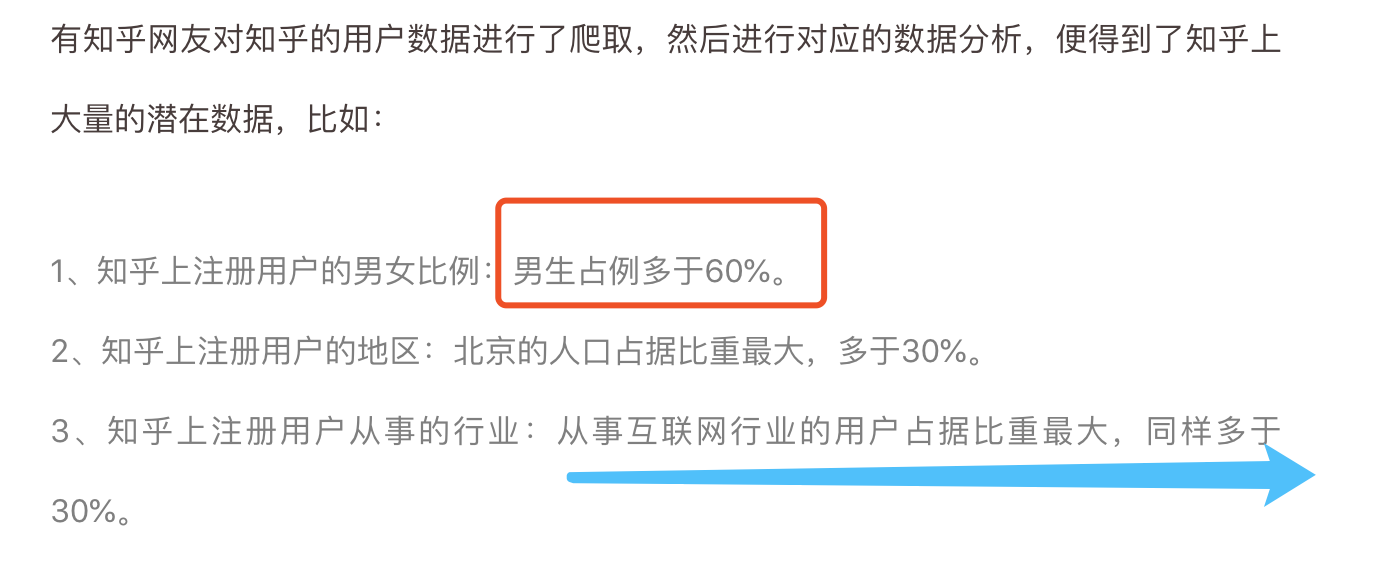 有知乎网友对知乎的用户数据进行了爬取，然后进行对应的数据分析，便得到了知乎上
大量的潜在数据，比如：
1、知乎上注册用户的男女比例：男生占例多于60%。
2、知乎上注册用户的地区：北京的人口占据比重最大，多于30%。
3、知乎上注册用户从事的行业：从事互联网行业的用户占据比重最大，同样多于
30%。